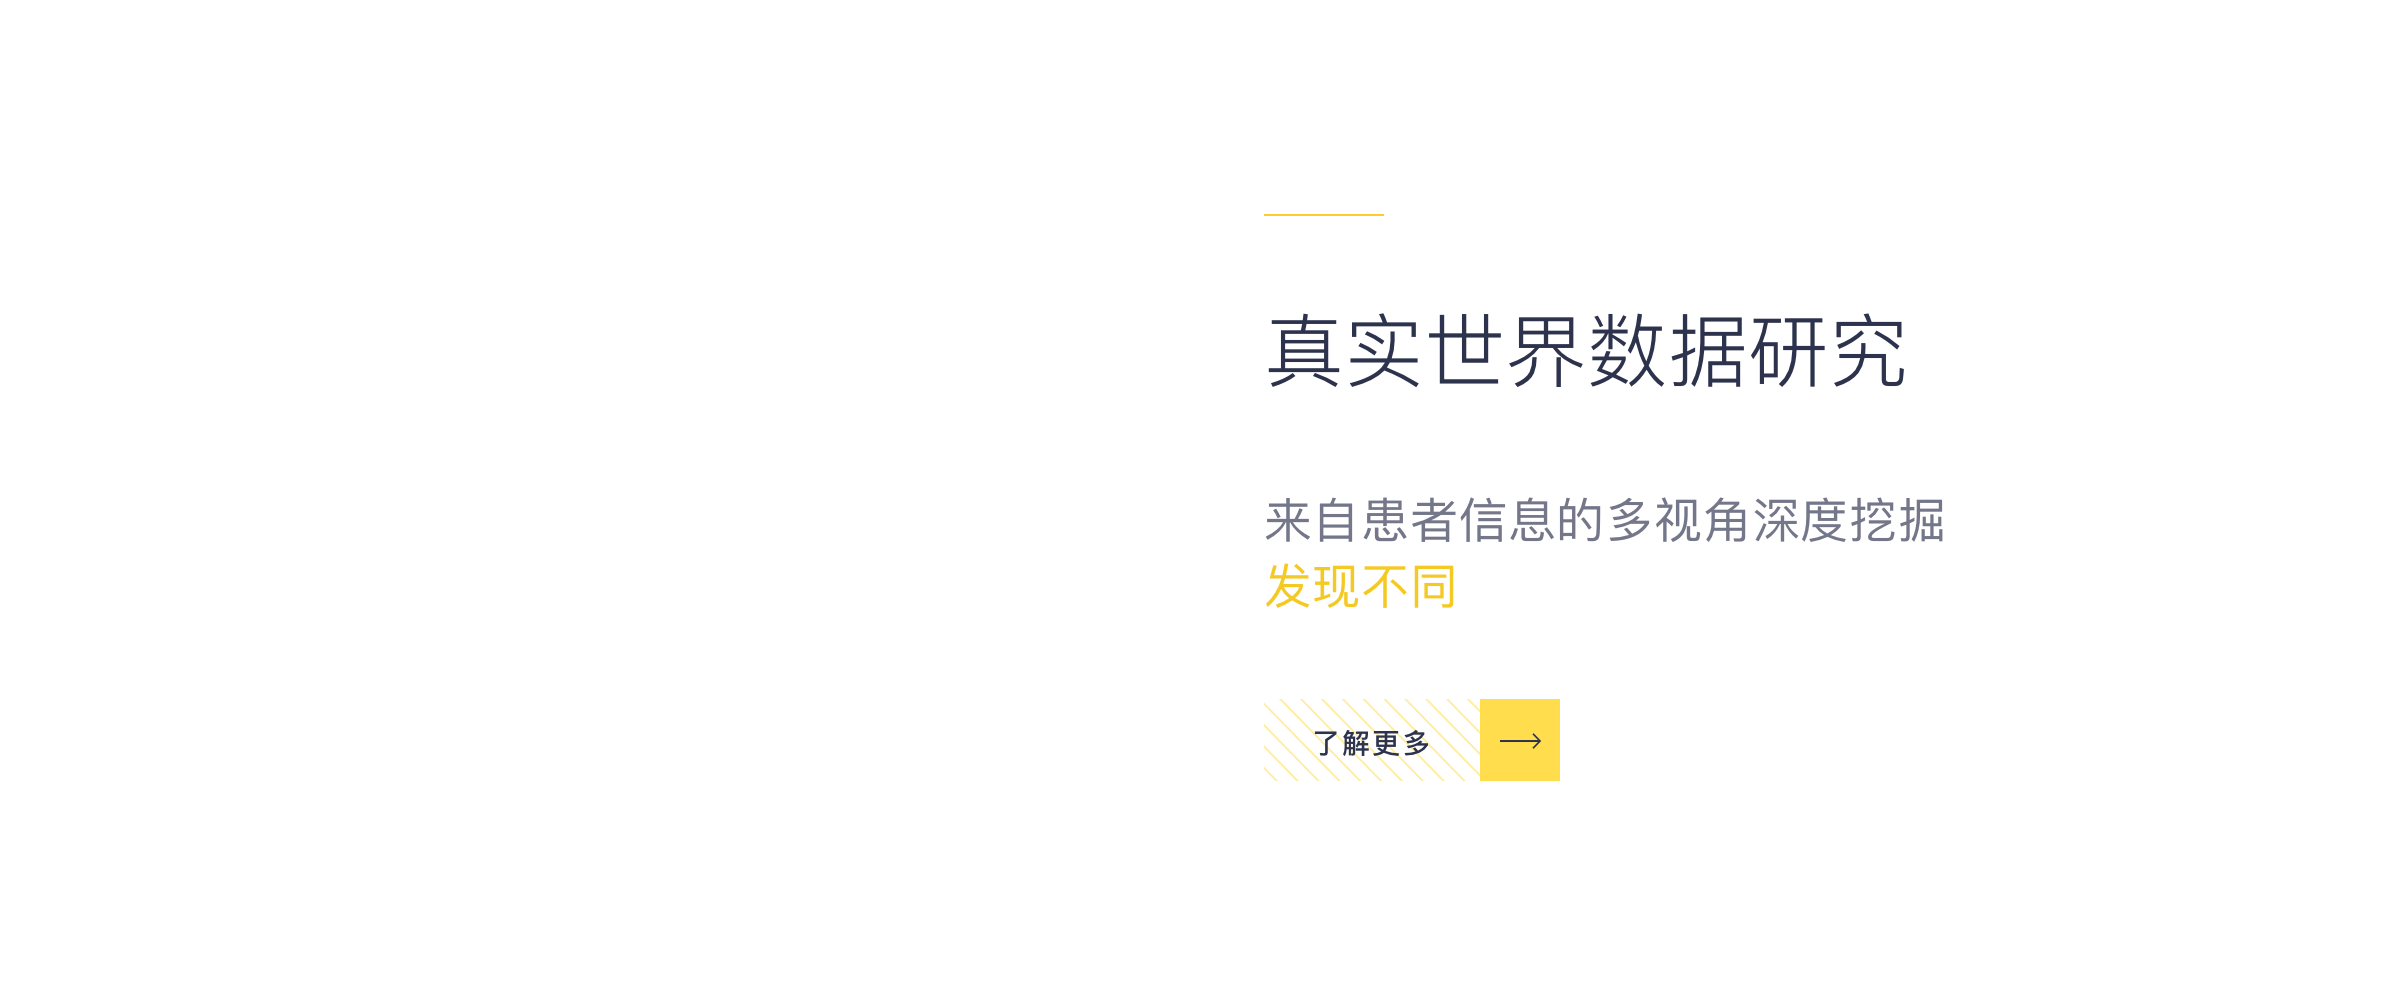 真实世界数据研究
来自患者信息的多视角深度挖掘
发现不同
了解更多